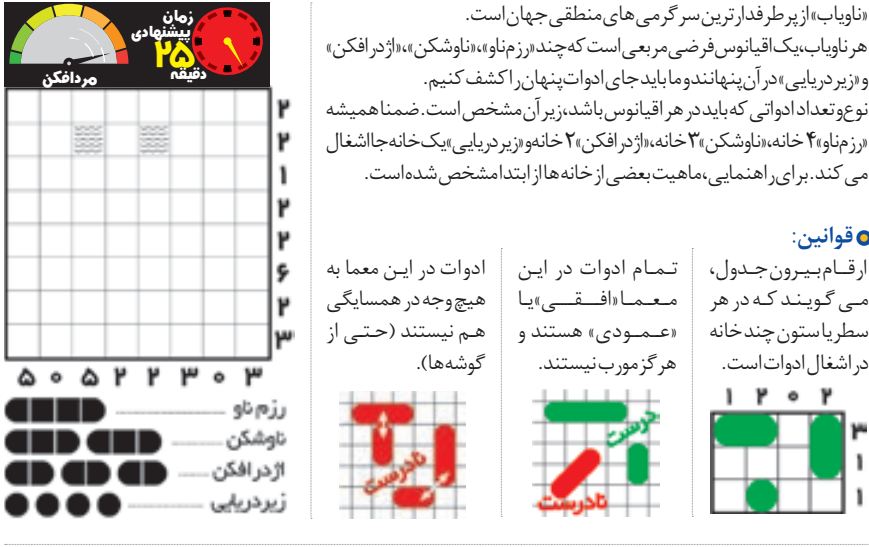 «ناویاب» از پرطرفدارترین سرگرمی های منطقی جهان است.
هر ناویاب، یک اقیانوس فرضی مربعی است که چند «رزم ناو»، «ناوشکن»، «اژدرافکن»
و «زیردریایی» در آن پنهانند و ما باید جای ادوات پنهان را کشف کنیم.
نوع و تعداد ادواتی که باید در هر اقیانوس باشد، زیر آن مشخص است. ضمنا همیشه
«رزم ناو» ۴ خانه، «ناوشکن» ۳ خانه، «اژدرافکن» ۲ خانه و «زیردریایی» یک خانه جا اشغال
می کند. برای راهنمایی، ماهیت بعضی از خانه ها از ابتدا مشخص شده است.
قوانین:
ارقام بیرون جدول،
می گویند که در هر
سطر یا ستون چند خانه
در اشغال ادوات است.
۱ ۲ ۰ ۲
۳
۱
۱
تمام ادوات در این
معما «افقی» یا
«عمودی» هستند و
هرگز مورب نیستند.
درست
نادرست
ادوات در این معما به
هیچ وجه در همسایگی
هم نیستند (حتی از
گوشه ها).
نادرست
زمان
پیشنهادی
۲۵
دقیقه
مردافکن
۲
۲
۱
۲
۲
۶
۲
۳
۵ ۰ ۵ ۲ ۲ ۳ ۰ ۳
رزم ناو
ناوشکن
اژدرافکن
زیردریایی